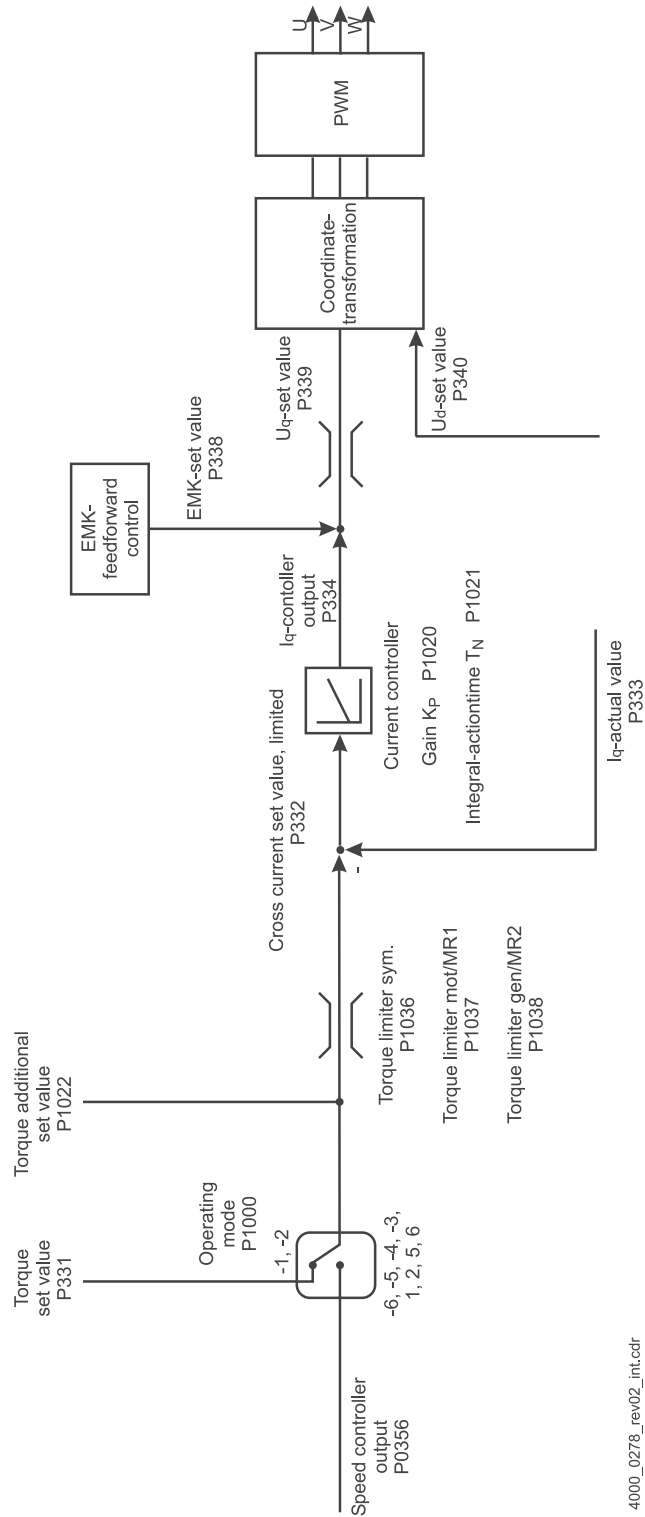 Speed controller
output
P0356
Torque
set value
P331
Operating
mode
P1000
-1, -2
-6, -5, -4, -3,
1, 2, 5, 6
Torque additional
set value
P1022
Torque limiter sym.
P1036
Torque limiter mot/MR1
P1037
Torque limiter gen/MR2
P1038
Cross current set value, limited
P332
-
Iq-actual value
P333
Current controller
Gain KP P1020
Integral-actiontime TN P1021
Iq-contoller
output
P334
EMK-
feedforward
control
EMK-set value
P338
Uq-set value
P339
Ud-set value
P340
Coordinate-
transformation
PWM
U
V
W
4000_0278_rev02_int.cdr